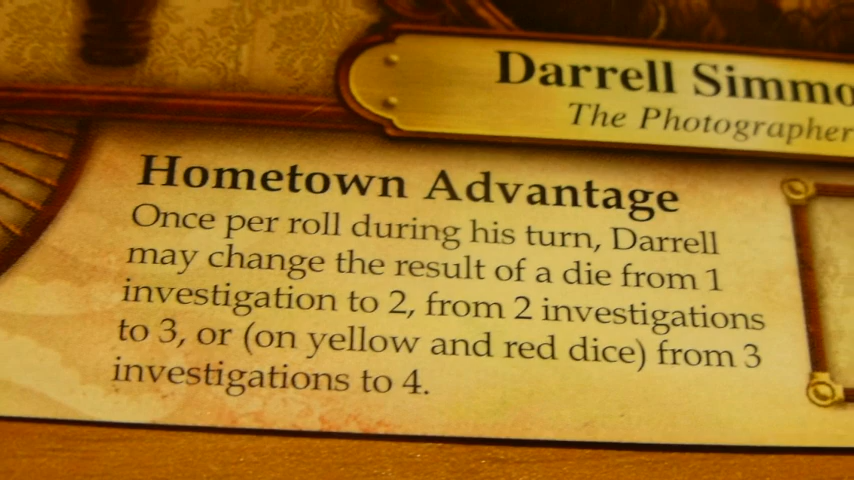 Darrell Simmo
The Photographer
Hometown Advantage
Once per roll during his turn, Darrell
may change the result of a die from 1
investigation to 2, from 2 investigations
to 3, or (on yellow and red dice) from 3
investigations to 4.